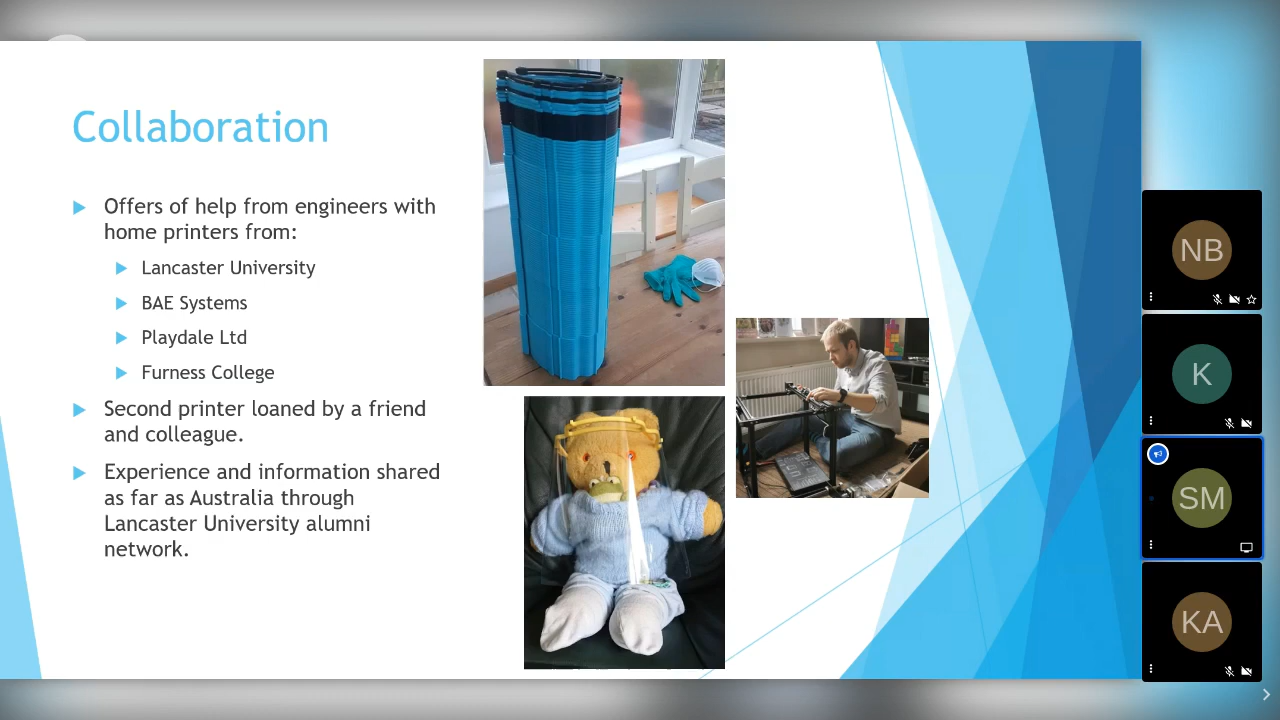 Collaboration
Offers of help from engineers with
home printers from:
Lancaster University
BAE Systems
Playdale Ltd
Furness College
Second printer loaned by a friend
and colleague.
Experience and information shared
as far as Australia through
Lancaster University alumni
network.
NB
K
SM
KA